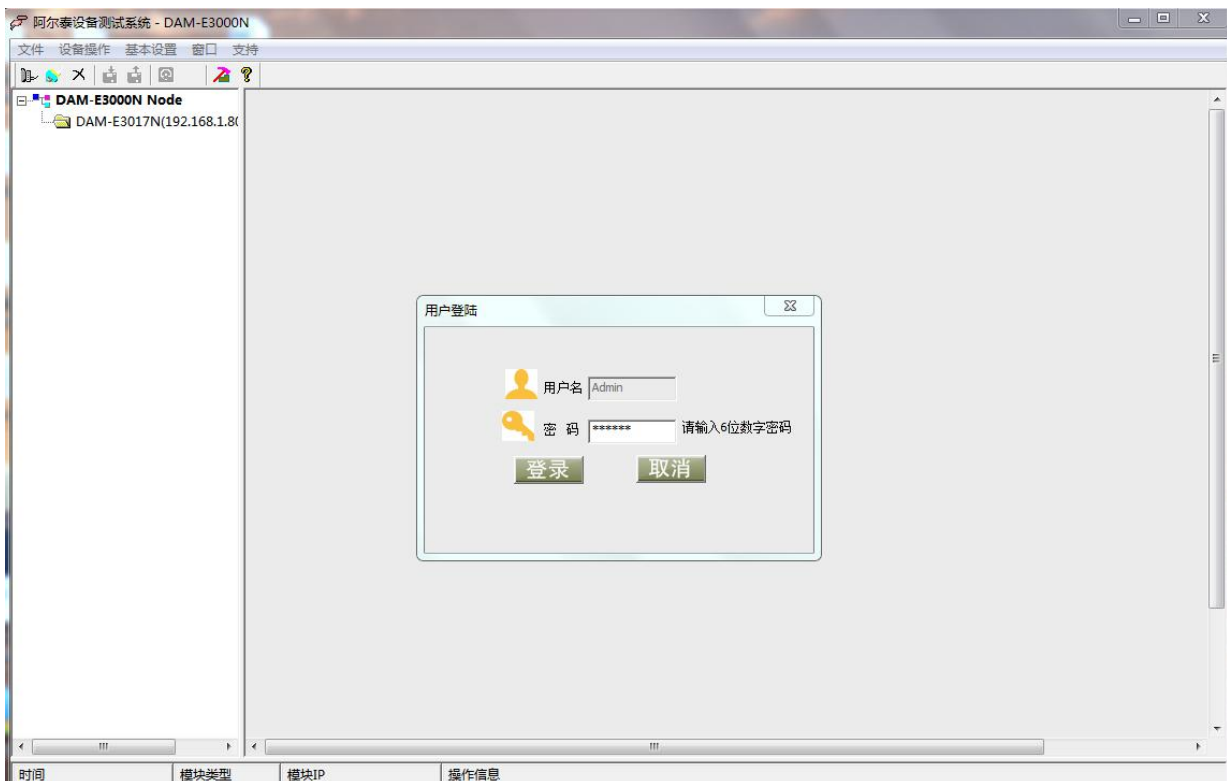 阿尔泰设备测试系统 - DAM-E3000N
文件 设备操作 基本设置 窗口 支持
DAM-E3000N Node
DAM-E3017N(192.168.1.8(
用户登陆
用户名 Admin
密 码 ****** 请输入6位数字密码
登录 取消
时间 模块类型 模块IP 操作信息